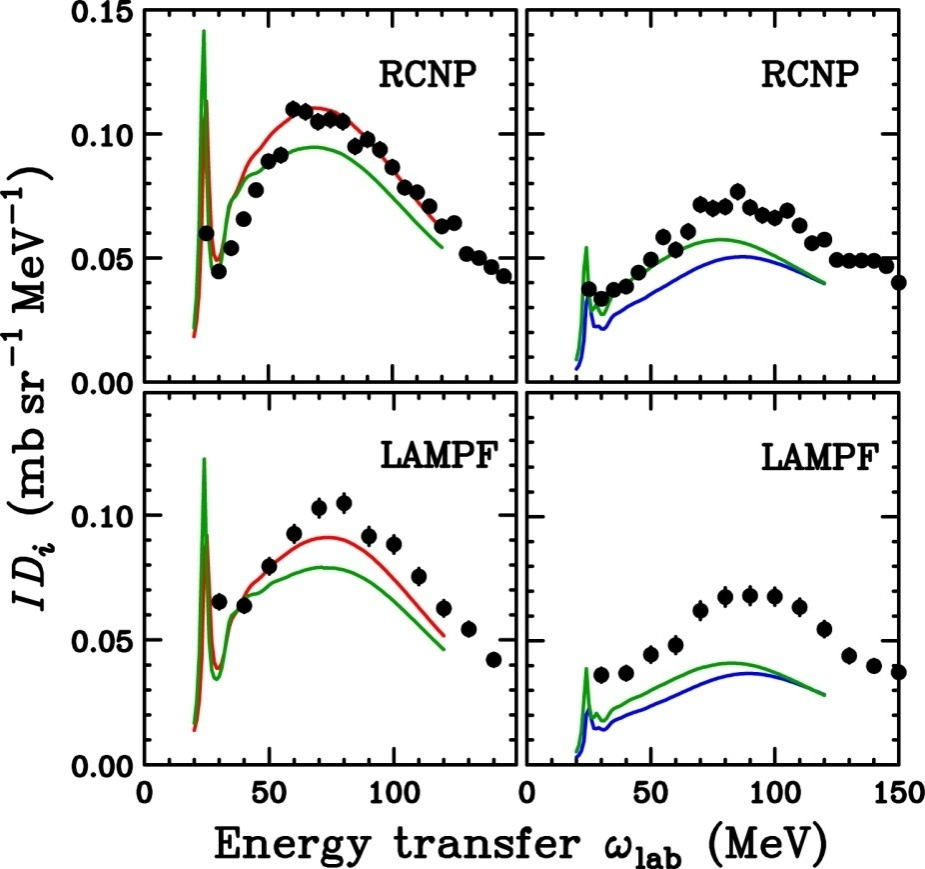 0.15
RCNP
RCNP
0.10
0.05
0.00
ID_i (mb sr^−1 MeV^−1)
LAMPF
LAMPF
0.10
0.05
0.00
0 50 100 0 50 100 150
Energy transfer ω_lab (MeV)